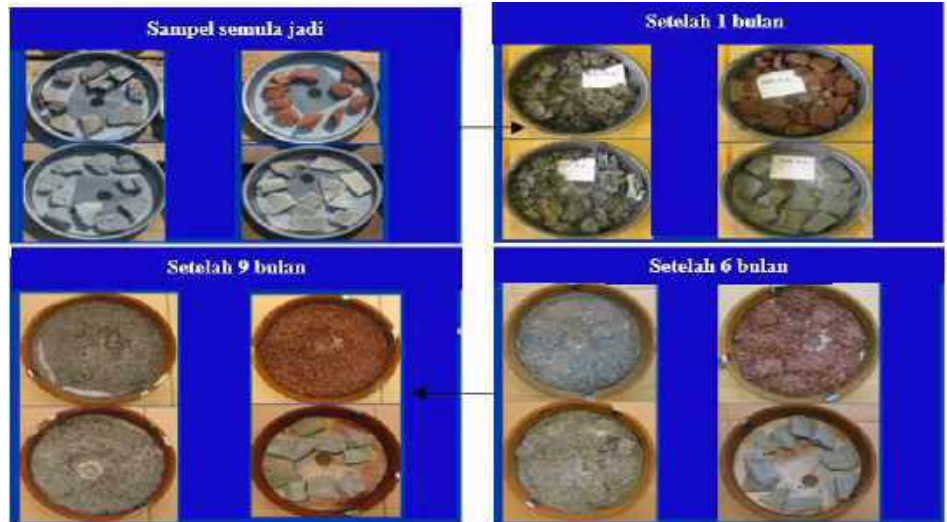 Sampel semula jadi
Setelah 1 bulan
Setelah 9 bulan
Setelah 6 bulan